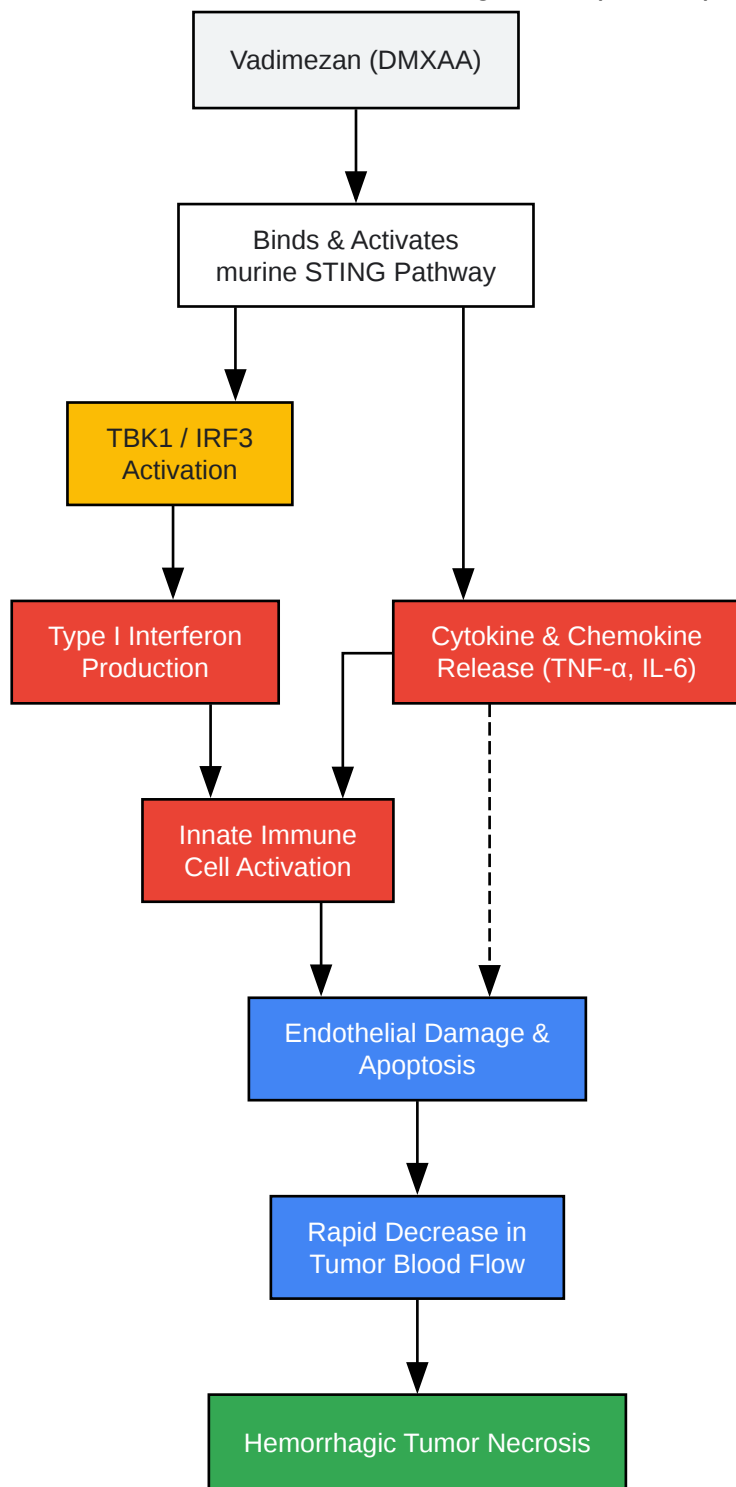 Vadimezan (DMXAA)
Binds & Activates
murine STING Pathway
TBK1 / IRF3
Activation
Type I Interferon
Production
Cytokine & Chemokine
Release (TNF-α, IL-6)
Innate Immune
Cell Activation
Endothelial Damage &
Apoptosis
Rapid Decrease in
Tumor Blood Flow
Hemorrhagic Tumor Necrosis